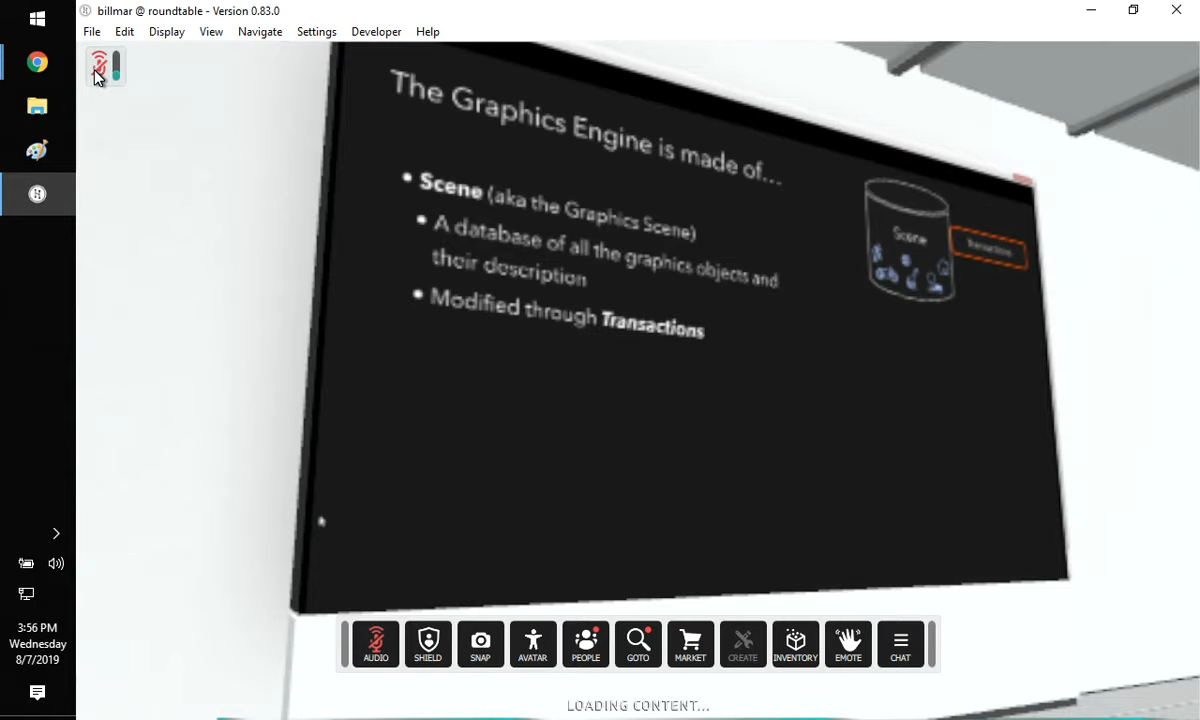 billmar @ roundtable - Version 0.83.0
File Edit Display View Navigate Settings Developer Help
The Graphics Engine is made of...
• Scene (aka the Graphics Scene)
• A database of all the graphics objects and
their description
• Modified through Transactions
Scene
Transactions
3:56 PM
Wednesday
8/7/2019
AUDIO SHIELD SNAP AVATAR PEOPLE GOTO MARKET CREATE INVENTORY EMOTE CHAT
LOADING CONTENT...